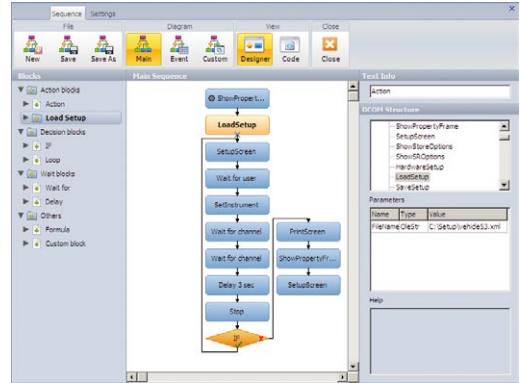 Sequence Settings
File Diagram View Close
New Save Save As Main Event Custom Designer Code Close
Blocks
Action blocks
Action
Load Setup
Decision blocks
IF
Loop
Wait blocks
Wait for
Delay
Others
Formula
Custom block
Main Sequence
ShowPropert...
LoadSetup
SetupScreen
Wait for user
SetInstrument
Wait for channel
Wait for channel
Delay 3 sec
Stop
IF
PrintScreen
ShowPropertyFr...
SetupScreen
Text Info
Action
DCOM Structure
ShowPropertyFrame
SetupScreen
ShowStoreOptions
ShowSROptions
HardwareSetup
LoadSetup
SaveSetup
Parameters
Name Type Value
FileName OleStr C:\Setup\vehicle53.xml
Help